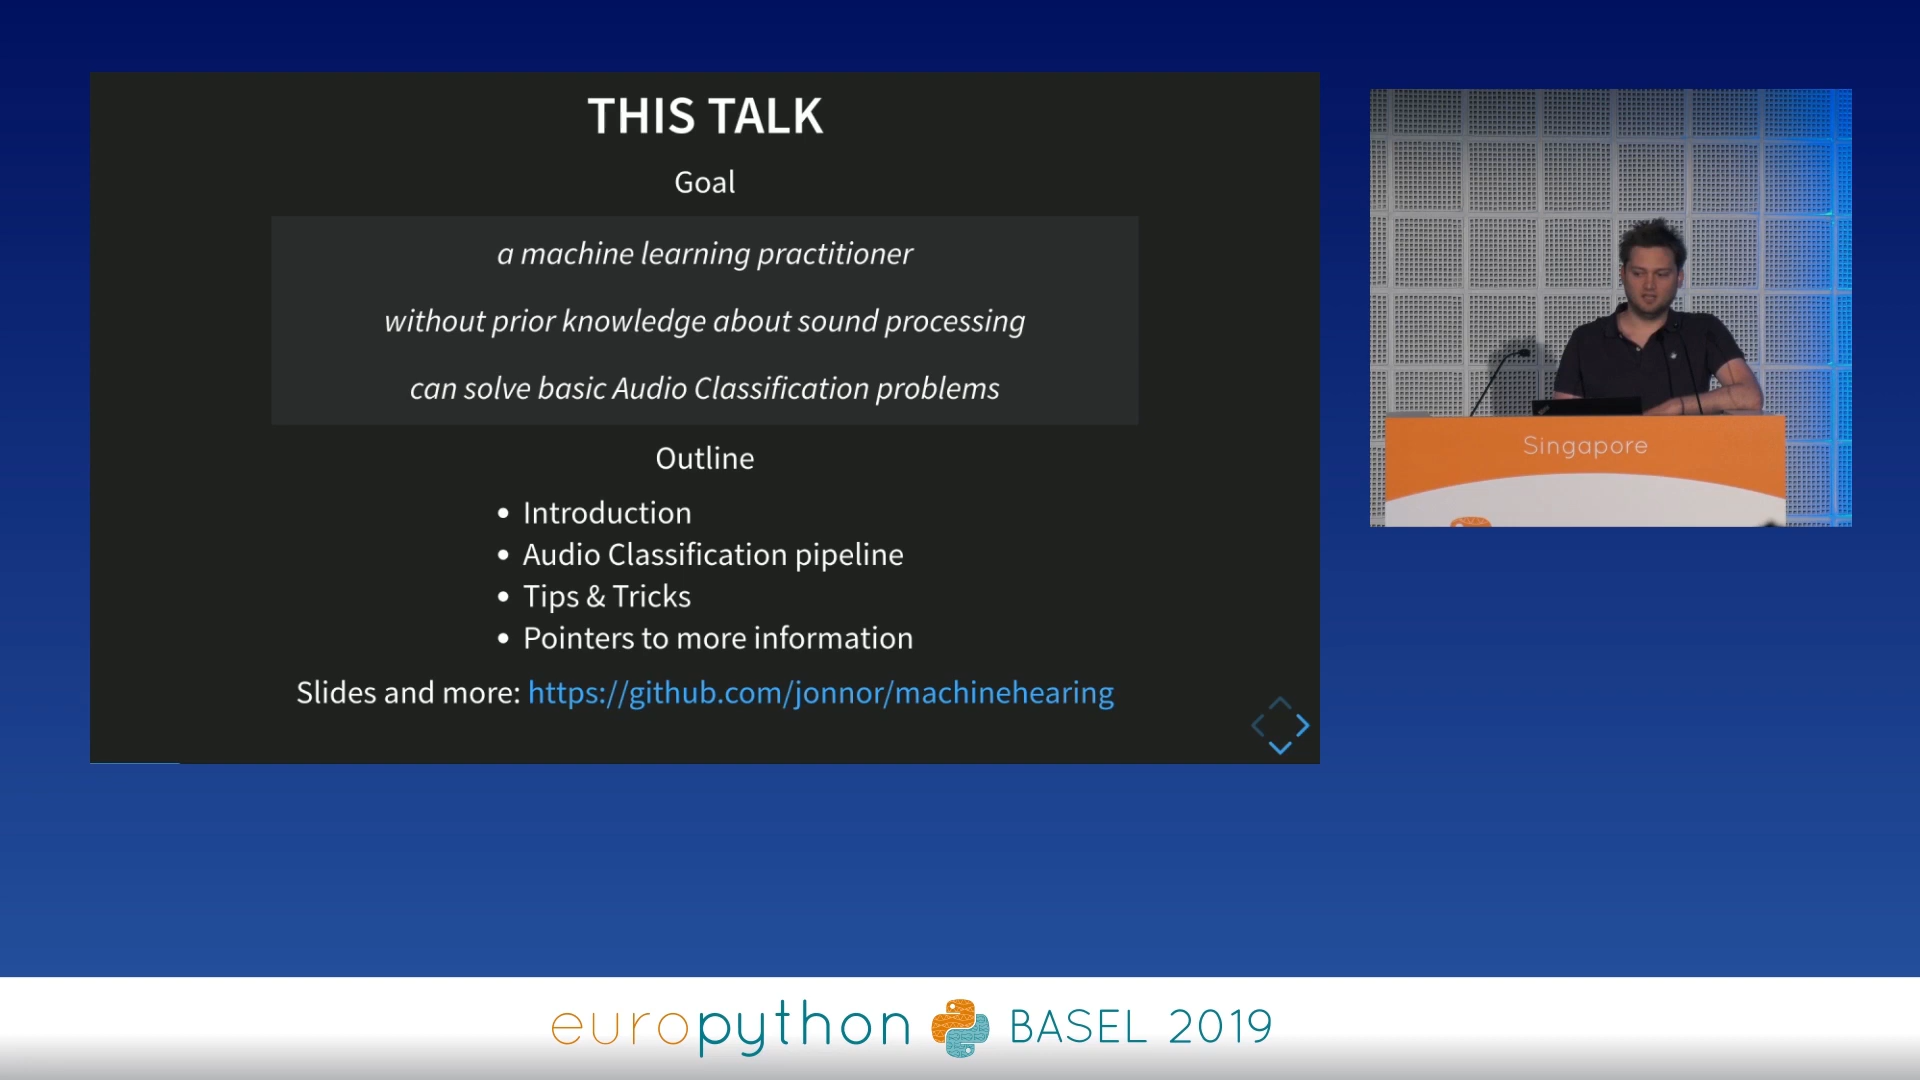 THIS TALK
Goal
a machine learning practitioner
without prior knowledge about sound processing
can solve basic Audio Classification problems
Outline
• Introduction
• Audio Classification pipeline
• Tips & Tricks
• Pointers to more information
Slides and more: https://github.com/jonnor/machinehearing
Singapore
europython BASEL 2019